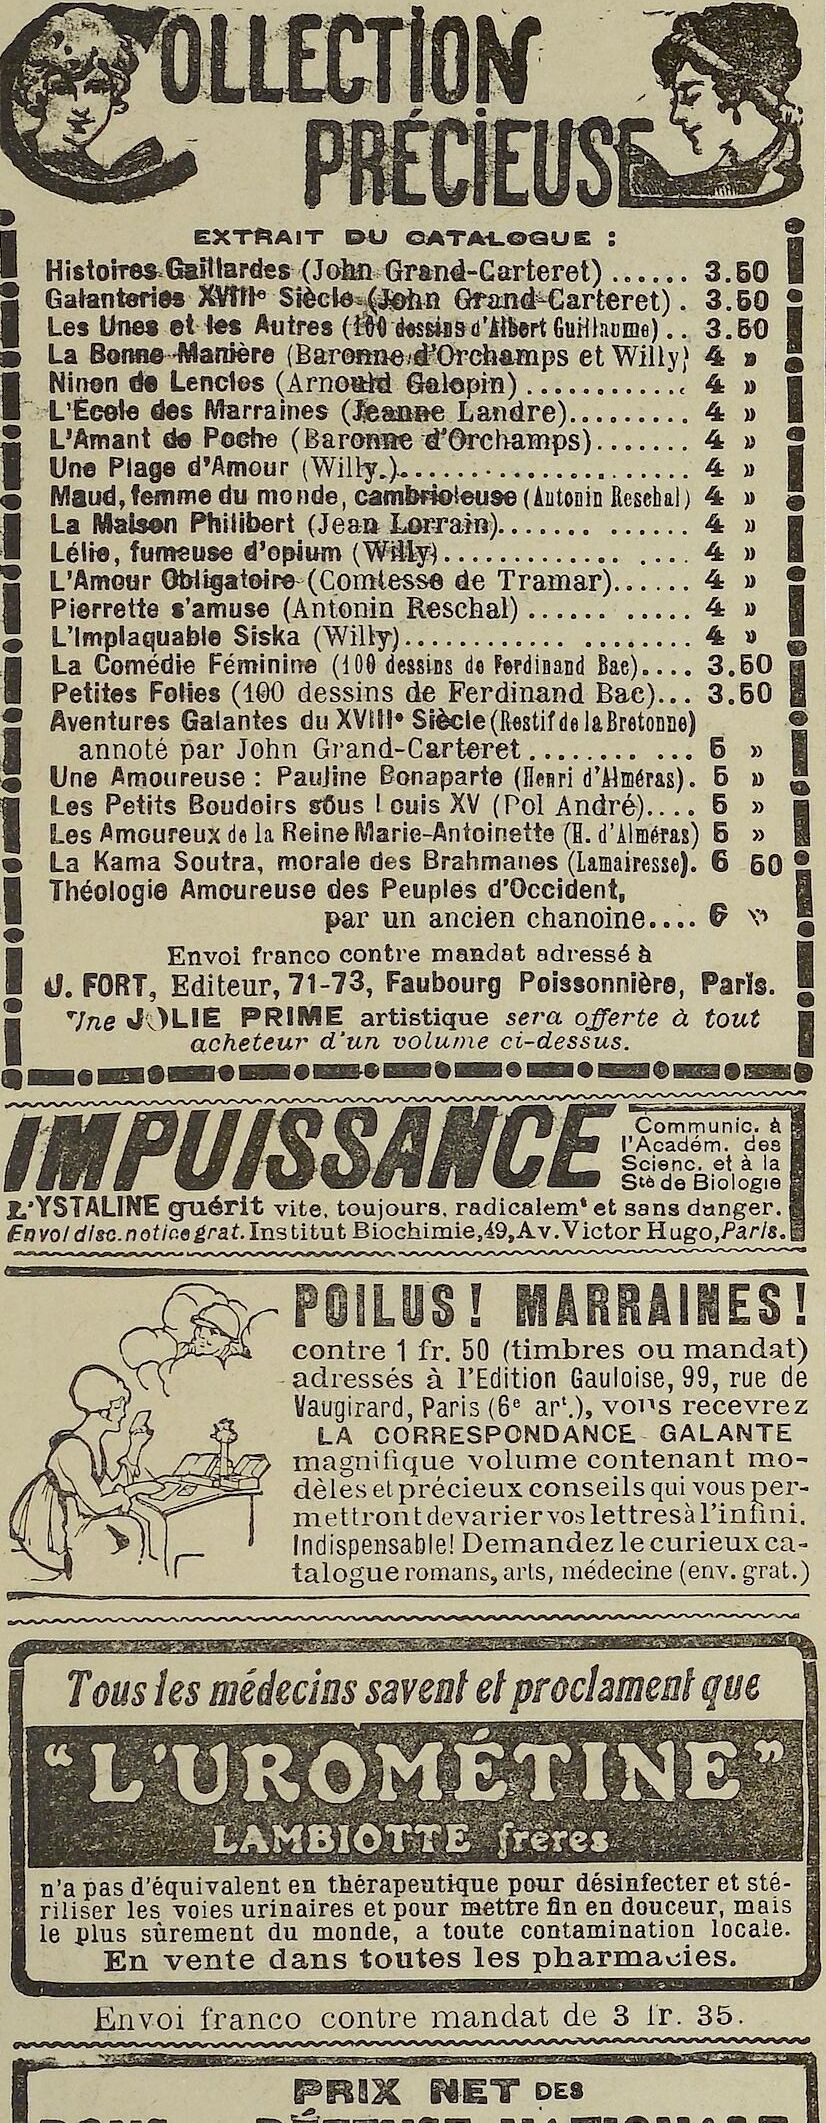 COLLECTION
PRÉCIEUSE
EXTRAIT DU CATALOGUE :
Histoires Gaillardes (John Grand-Carteret) ...... 3.50
Galanteries XVIIIe Siècle (John Grand-Carteret) . 3.50
Les Unes et les Autres (100 dessins d'Albert Guillaume) .. 3.50
La Bonne Manière (Baronne d'Orchamps et Willy) 4 »
Ninon de Lenclos (Arnould Galopin) ............ 4 »
L'Ecole des Marraines (Jeanne Landre)......... 4 »
L'Amant de Poche (Baronne d'Orchamps)....... 4 »
Une Plage d'Amour (Willy.)..................... 4 »
Maud, femme du monde, cambrioleuse (Antonin Reschal) 4 »
La Maison Philibert (Jean Lorrain)............. 4 »
Lélie, fumeuse d'opium (Willy)................. 4 »
L'Amour Obligatoire (Comtesse de Tramar)...... 4 »
Pierrette s'amuse (Antonin Reschal) ........... 4 »
L'Implaquable Siska (Willy).................... 4 »
La Comédie Féminine (100 dessins de Ferdinand Bac).... 3.50
Petites Folies (100 dessins de Ferdinand Bac)... 3.50
Aventures Galantes du XVIIIe Siècle (Restif de la Bretonne)
annoté par John Grand-Carteret......... 5 »
Une Amoureuse : Pauline Bonaparte (Henri d'Alméras). 5 »
Les Petits Boudoirs sous Louis XV (Pol André).... 5 »
Les Amoureux de la Reine Marie-Antoinette (H. d'Alméras) 5 »
La Kama Soutra, morale des Brahmanes (Lamairesse). 6 50
Théologie Amoureuse des Peuples d'Occident,
par un ancien chanoine.... 6 »
Envoi franco contre mandat adressé à
J. FORT, Editeur, 71-73, Faubourg Poissonnière, Paris.
Une JOLIE PRIME artistique sera offerte à tout
acheteur d'un volume ci-dessus.
IMPUISSANCE
Communic. à
l'Académ. des
Scienc. et à la
Sté de Biologie
L'YSTALINE guérit vite, toujours, radicalemt et sans danger.
Envoi disc. notice grat. Institut Biochimie, 49, Av. Victor Hugo, Paris.
POILUS ! MARRAINES !
contre 1 fr. 50 (timbres ou mandat)
adressés à l'Edition Gauloise, 99, rue de
Vaugirard, Paris (6e art.), vous recevrez
LA CORRESPONDANCE GALANTE
magnifique volume contenant mo-
dèles et précieux conseils qui vous per-
mettront de varier vos lettres à l'infini.
Indispensable! Demandez le curieux ca-
talogue romans, arts, médecine (env. grat.)
Tous les médecins savent et proclament que
"L'UROMÉTINE"
LAMBIOTTE frères
n'a pas d'équivalent en thérapeutique pour désinfecter et sté-
riliser les voies urinaires et pour mettre fin en douceur, mais
le plus sûrement du monde, a toute contamination locale.
En vente dans toutes les pharmacies.
Envoi franco contre mandat de 3 fr. 35.
PRIX NET DES